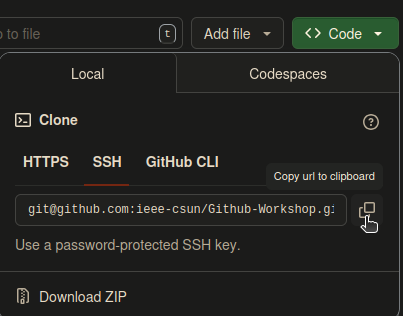 to file
t
Add file
Code
Local
Codespaces
Clone
HTTPS
SSH
GitHub CLI
Copy url to clipboard
git@github.com:ieee-csun/Github-Workshop.gi
Use a password-protected SSH key.
Download ZIP